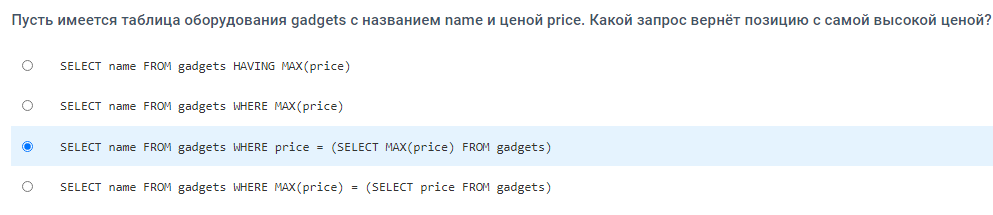 Пусть имеется таблица оборудования gadgets с названием name и ценой price. Какой запрос вернёт позицию с самой высокой ценой?
SELECT name FROM gadgets HAVING MAX(price)
SELECT name FROM gadgets WHERE MAX(price)
SELECT name FROM gadgets WHERE price = (SELECT MAX(price) FROM gadgets)
SELECT name FROM gadgets WHERE MAX(price) = (SELECT price FROM gadgets)